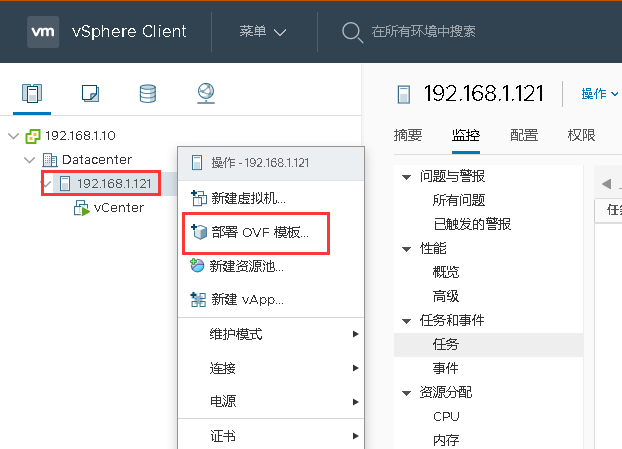 vm vSphere Client 菜单 在所有环境中搜索
192.168.1.10
Datacenter
192.168.1.121
vCenter
操作 - 192.168.1.121
新建虚拟机...
部署 OVF 模板...
新建资源池...
新建 vApp...
维护模式
连接
电源
证书
192.168.1.121 操作
摘要 监控 配置 权限
问题与警报
所有问题
已触发的警报
性能
概览
高级
任务和事件
任务
事件
资源分配
CPU
内存